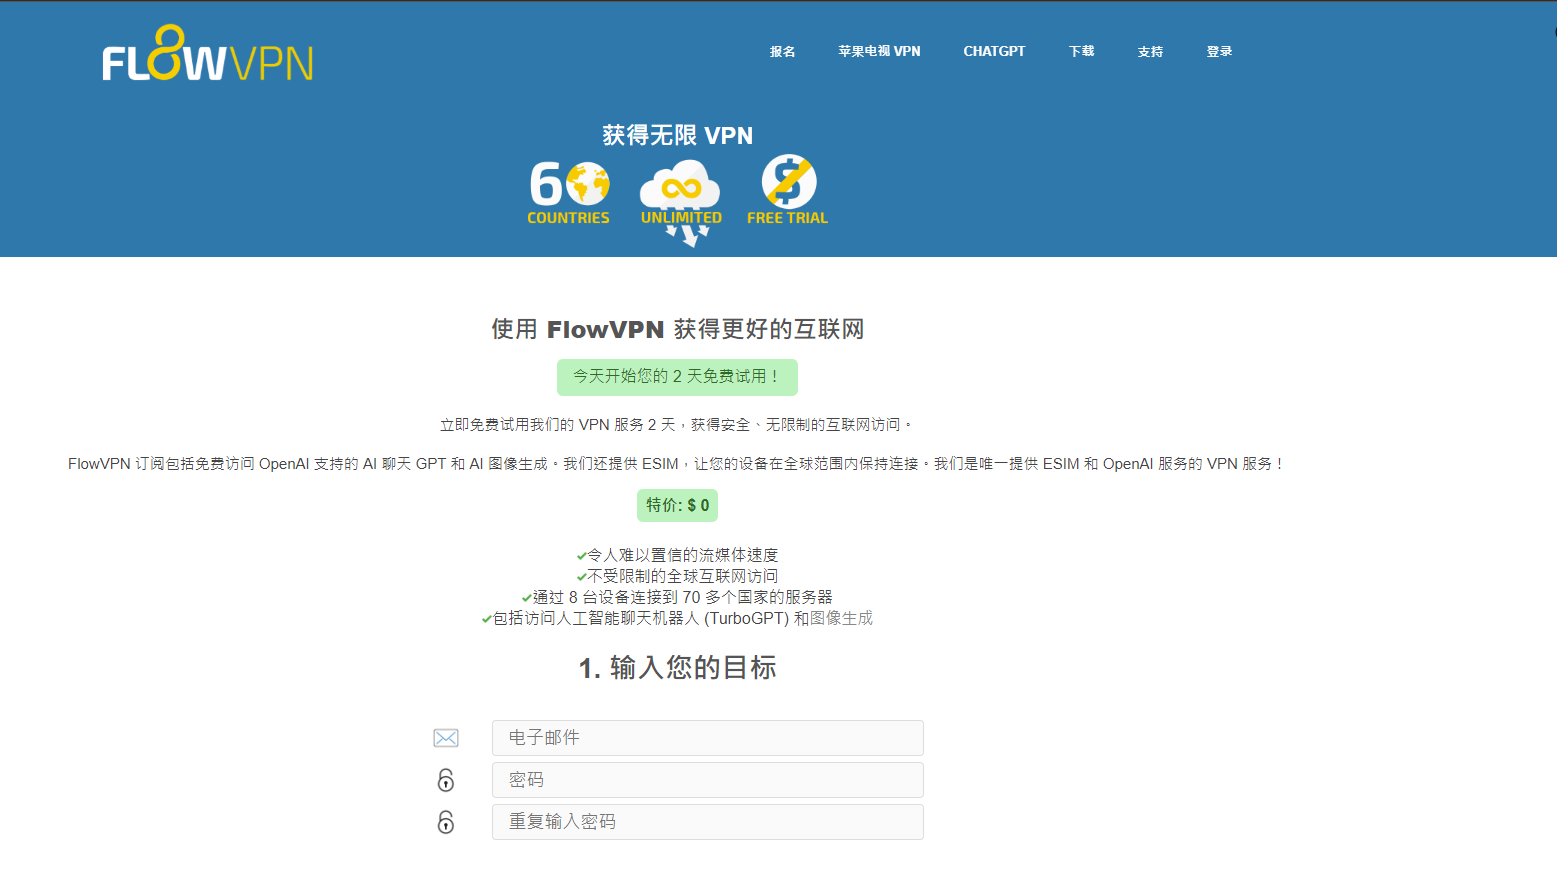 FLOWVPN
报名 苹果电视 VPN CHATGPT 下载 支持 登录
获得无限 VPN
60 COUNTRIES
UNLIMITED
FREE TRIAL
使用 FlowVPN 获得更好的互联网
今天开始您的 2 天免费试用！
立即免费试用我们的 VPN 服务 2 天，获得安全、无限制的互联网访问。
FlowVPN 订阅包括免费访问 OpenAI 支持的 AI 聊天 GPT 和 AI 图像生成。我们还提供 ESIM，让您的设备在全球范围内保持连接。我们是唯一提供 ESIM 和 OpenAI 服务的 VPN 服务！
特价: $ 0
✔令人难以置信的流媒体速度
✔不受限制的全球互联网访问
✔通过 8 台设备连接到 70 多个国家的服务器
✔包括访问人工智能聊天机器人 (TurboGPT) 和图像生成
1. 输入您的目标
电子邮件
密码
重复输入密码